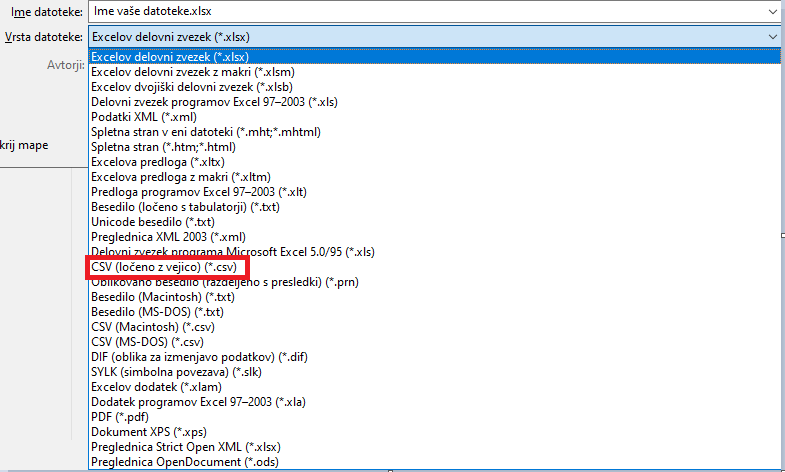 Ime datoteke: Ime vaše datoteke.xlsx
Vrsta datoteke: Excelov delovni zvezek (*.xlsx)
Avtorji: Excelov delovni zvezek (*.xlsx)
Excelov delovni zvezek z makri (*.xlsm)
Excelov dvojiški delovni zvezek (*.xlsb)
Delovni zvezek programov Excel 97–2003 (*.xls)
Podatki XML (*.xml)
Spletna stran v eni datoteki (*.mht;*.mhtml)
krij mape Spletna stran (*.htm;*.html)
Excelova predloga (*.xltx)
Excelova predloga z makri (*.xltm)
Predloga programov Excel 97–2003 (*.xlt)
Besedilo (ločeno s tabulatorji) (*.txt)
Unicode besedilo (*.txt)
Preglednica XML 2003 (*.xml)
Delovni zvezek programa Microsoft Excel 5.0/95 (*.xls)
CSV (ločeno z vejico) (*.csv)
Oblikovano besedilo (razdeljeno s presledki) (*.prn)
Besedilo (Macintosh) (*.txt)
Besedilo (MS-DOS) (*.txt)
CSV (Macintosh) (*.csv)
CSV (MS-DOS) (*.csv)
DIF (oblika za izmenjavo podatkov) (*.dif)
SYLK (simbolna povezava) (*.slk)
Excelov dodatek (*.xlam)
Dodatek programov Excel 97–2003 (*.xla)
PDF (*.pdf)
Dokument XPS (*.xps)
Preglednica Strict Open XML (*.xlsx)
Preglednica OpenDocument (*.ods)